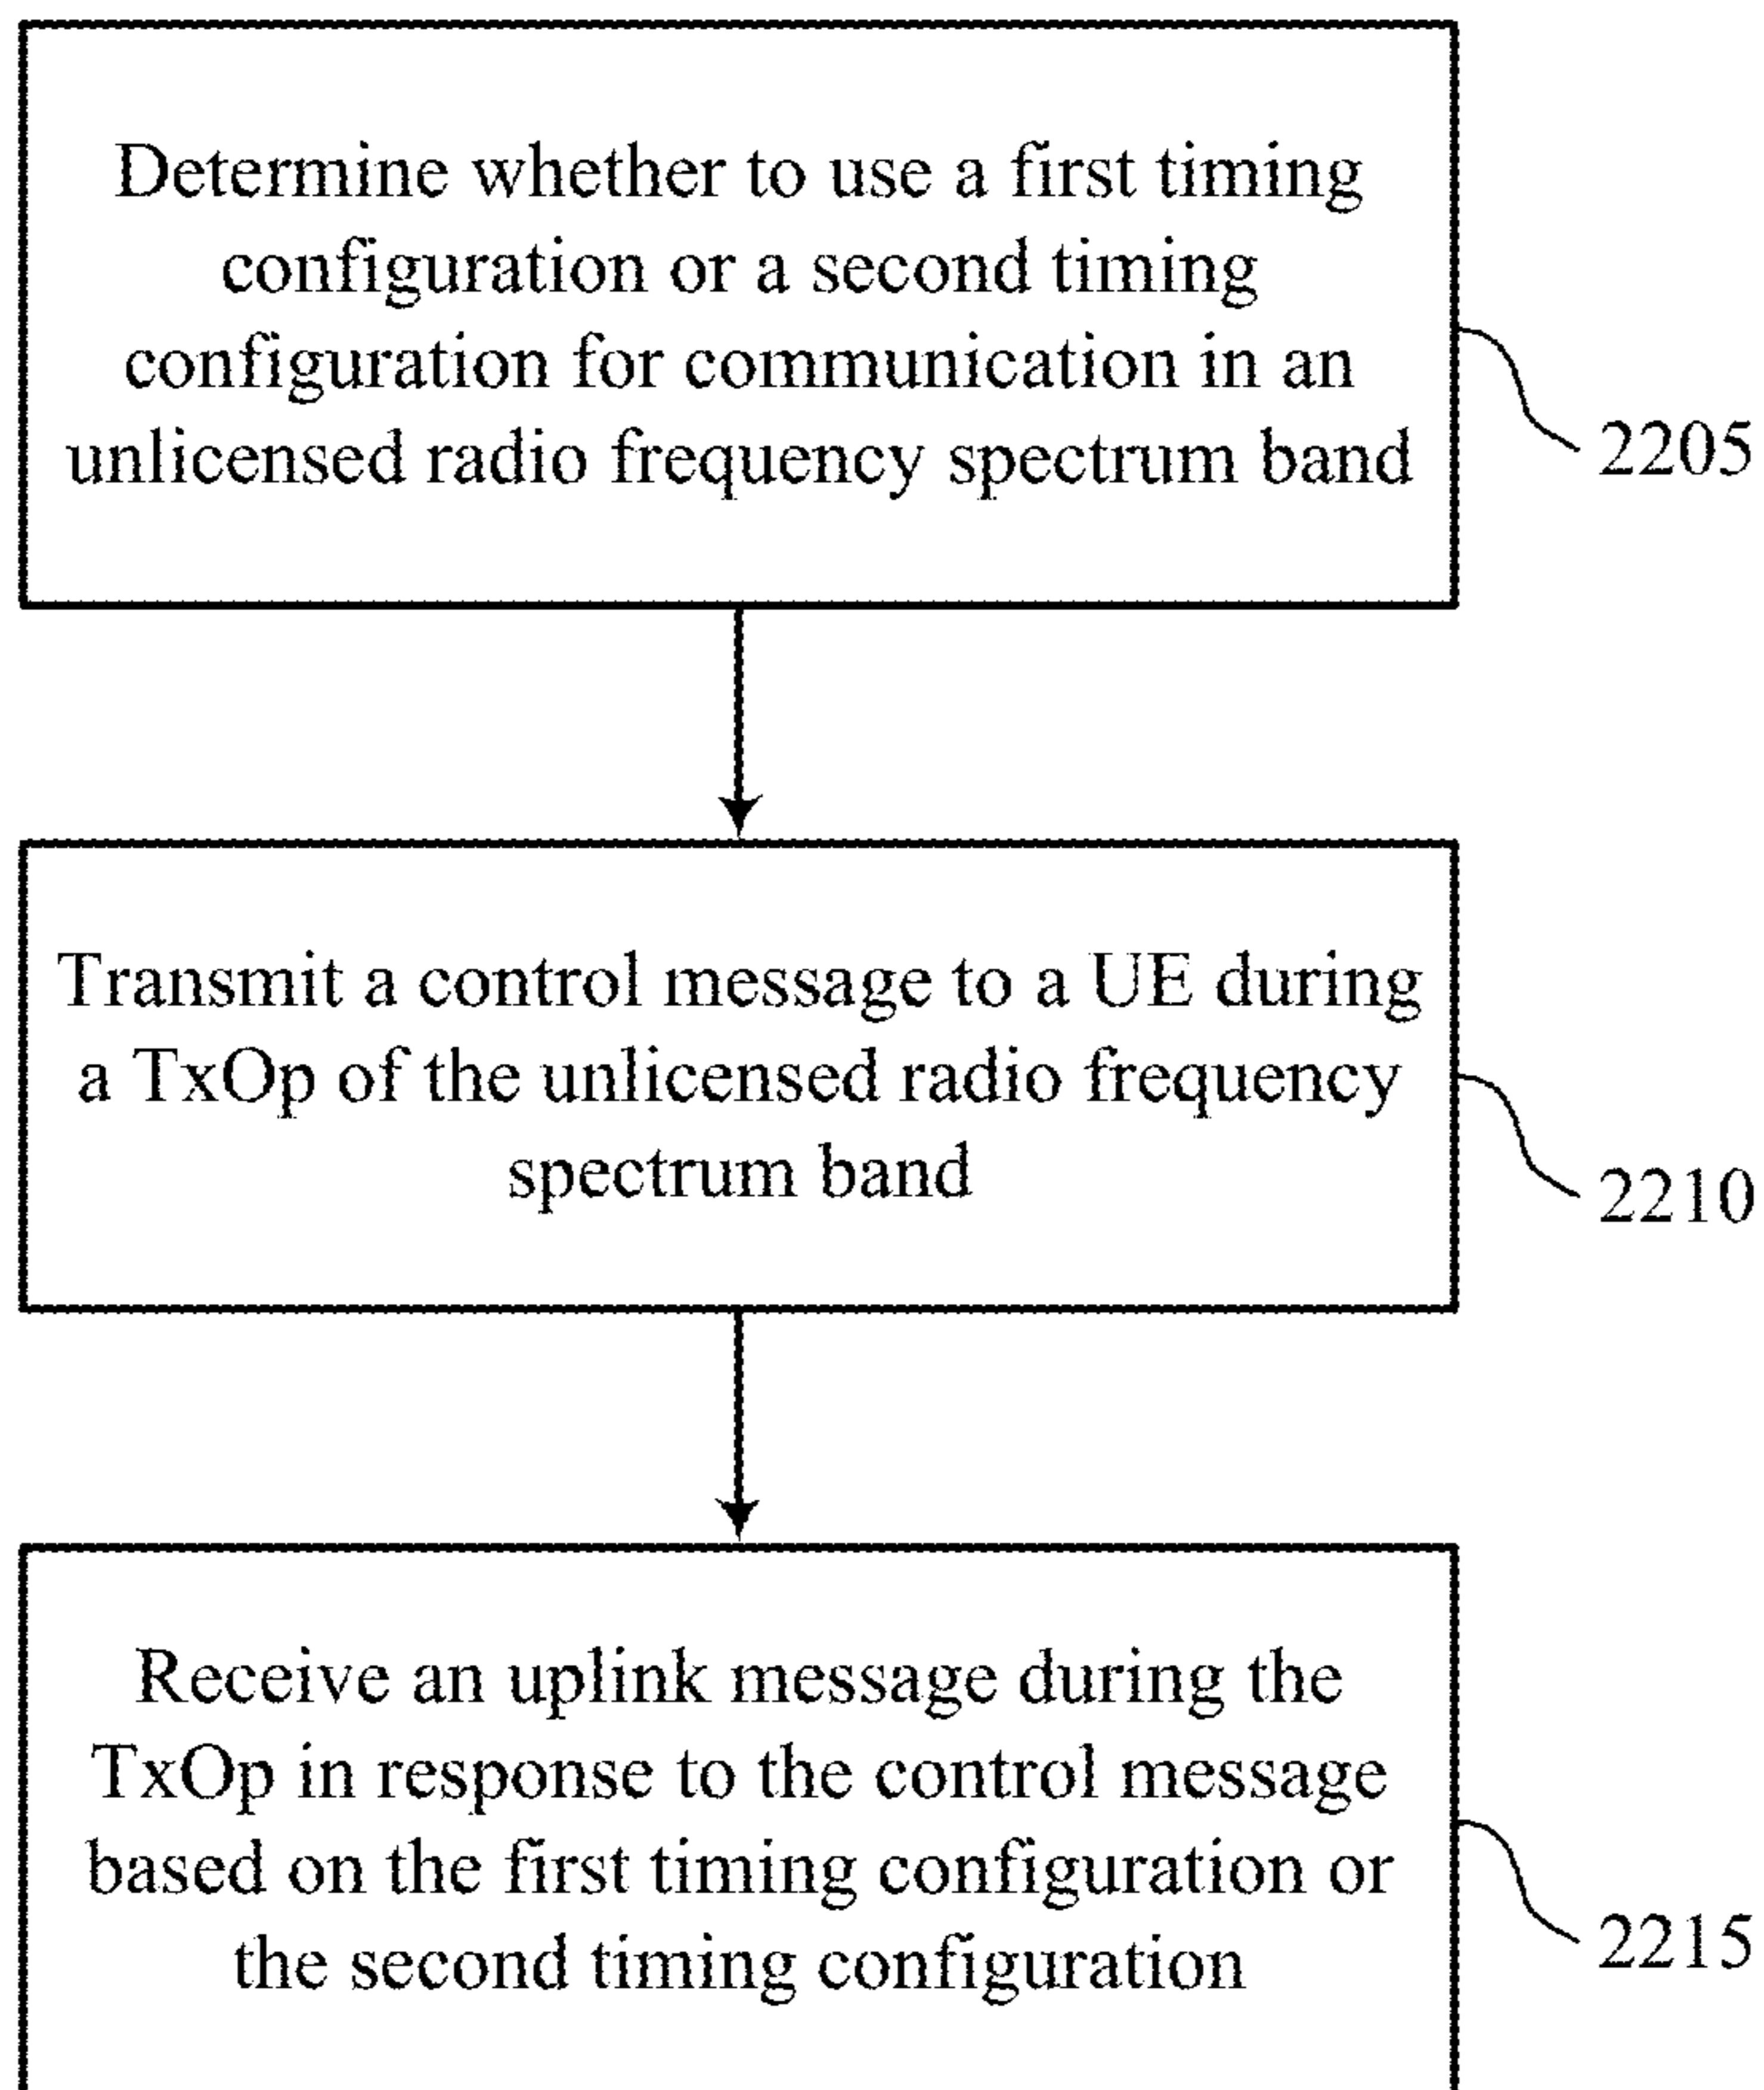 Determine whether to use a first timing
configuration or a second timing
configuration for communication in an
unlicensed radio frequency spectrum band
2205
Transmit a control message to a UE during
a TxOp of the unlicensed radio frequency
spectrum band
2210
Receive an uplink message during the
TxOp in response to the control message
based on the first timing configuration or
the second timing configuration
2215